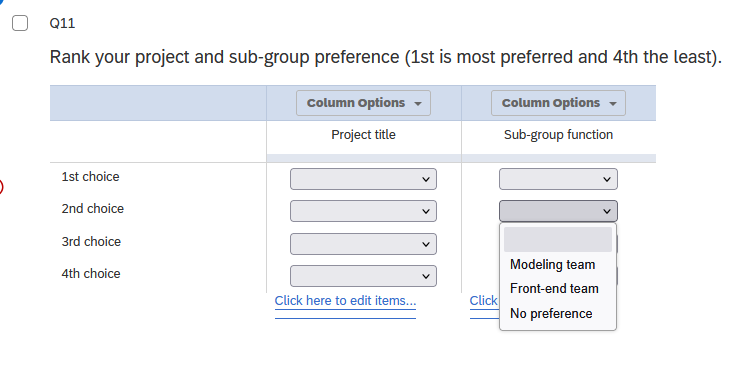 Q11
Rank your project and sub-group preference (1st is most preferred and 4th the least).
Column Options Column Options
Project title Sub-group function
1st choice
2nd choice
3rd choice
4th choice
Modeling team
Front-end team
No preference
Click here to edit items... Click